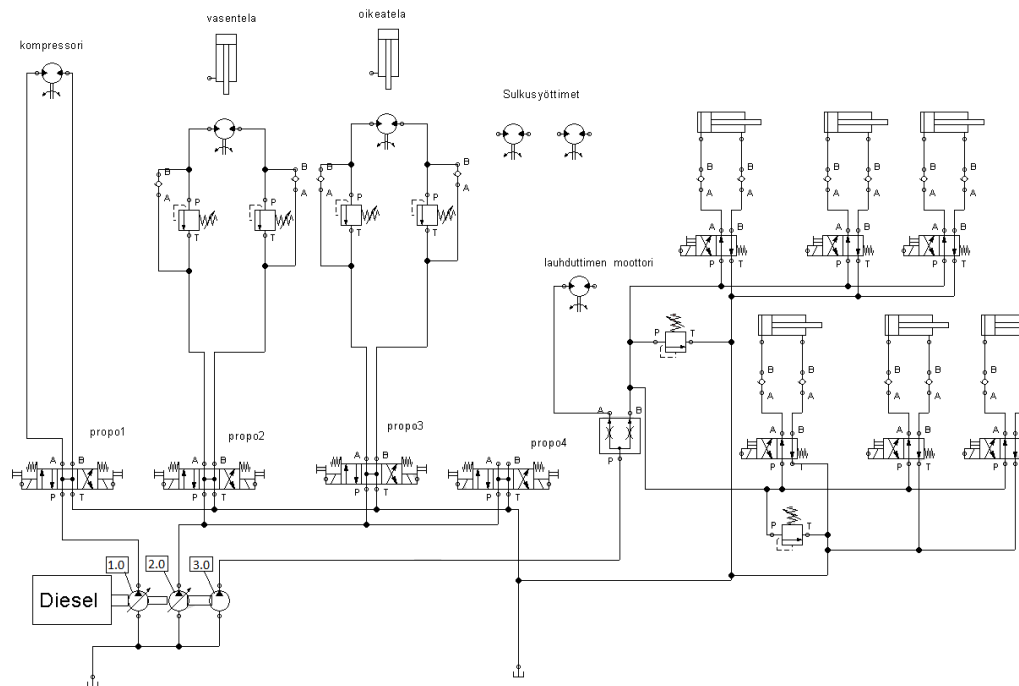 vasentela
oikeatela
kompressori
Sulkusyöttimet
B B
A A
P P
T T
B B
A A
P P
T T
B B
A A
A B
P T
B B
A A
A B
P T
B B
A A
A B
P T
lauhduttimen moottori
P T
B B
A A
A B
P T
B B
A A
A B
P T
B
A
A
P
A B
P
propo1
propo2
propo3
propo4
A B
P T
A B
P T
A B
P T
A B
P T
P T
1.0
2.0
3.0
Diesel